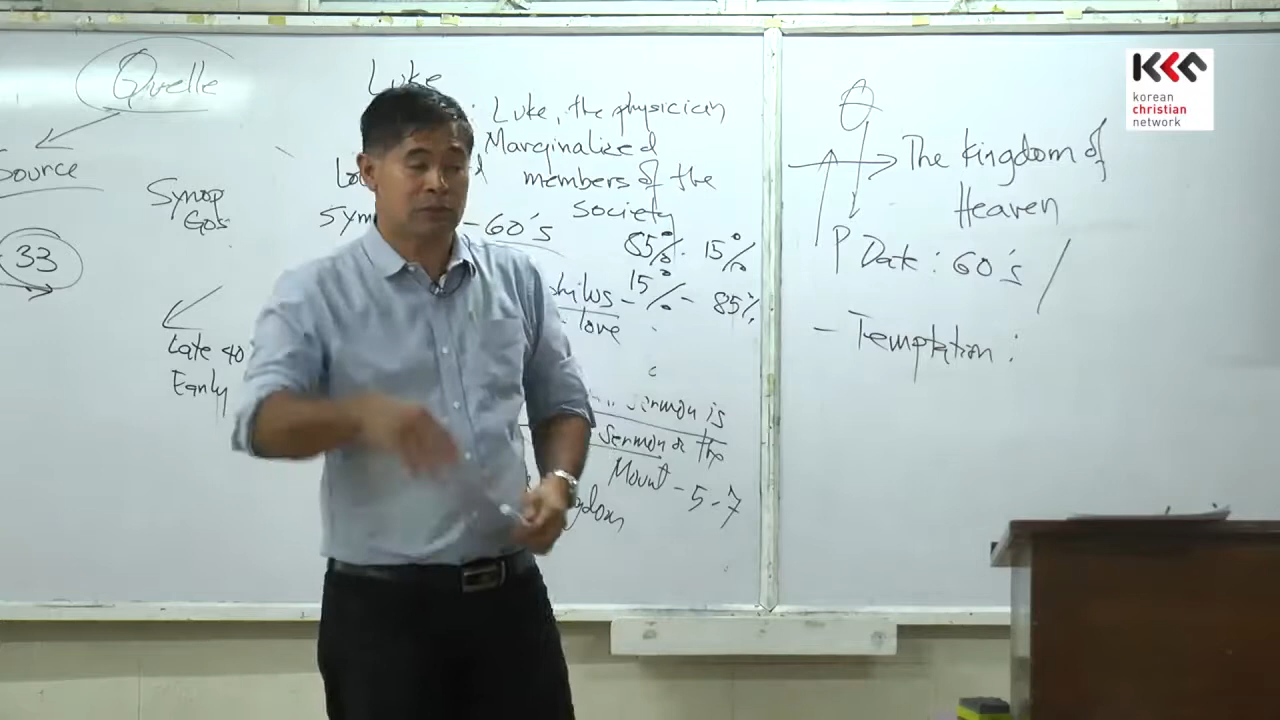 Quelle
Source
33
Synop
Gos
Late 40
Early
Luke
Luke, the physician
Marginalized
members of the
society
60's
85% . 15%
15% - 85%
love
Sermon is
Sermon the
Mount - 5-7
The Kingdom of
Heaven
P Date : 60's /
- Temptation :
KCN
korean
christian
network